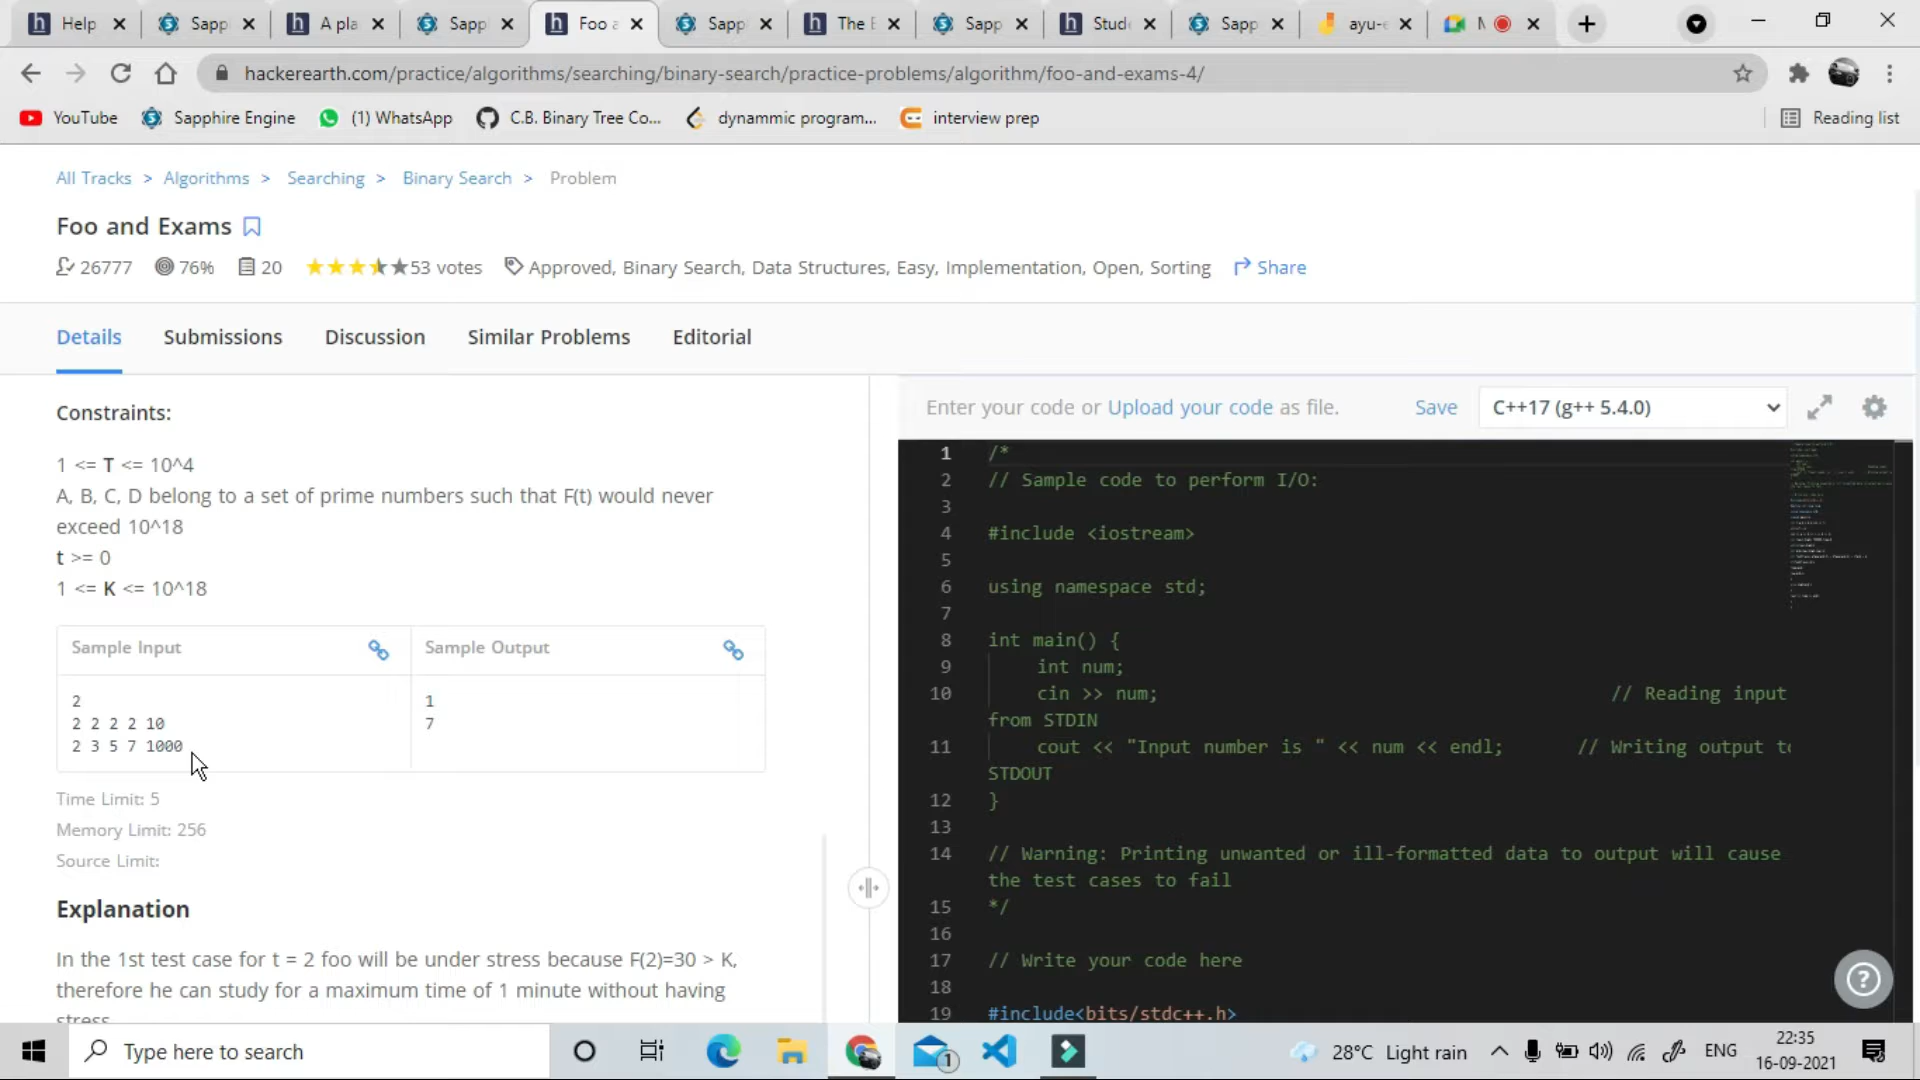 Help
Sapp
A pla
Sapp
Foo a
Sapp
The E
Sapp
Stude
Sapp
ayu-e
hackerearth.com/practice/algorithms/searching/binary-search/practice-problems/algorithm/foo-and-exams-4/
YouTube
Sapphire Engine
(1) WhatsApp
C.B. Binary Tree Co...
dynammic program...
interview prep
Reading list
All Tracks > Algorithms > Searching > Binary Search > Problem
Foo and Exams
26777 76% 20 53 votes Approved, Binary Search, Data Structures, Easy, Implementation, Open, Sorting Share
Details Submissions Discussion Similar Problems Editorial
Constraints:
1 <= T <= 10^4
A, B, C, D belong to a set of prime numbers such that F(t) would never
exceed 10^18
t >= 0
1 <= K <= 10^18
Sample Input
2
2 2 2 2 10
2 3 5 7 1000
Sample Output
1
7
Time Limit: 5
Memory Limit: 256
Source Limit:
Explanation
In the 1st test case for t = 2 foo will be under stress because F(2)=30 > K,
therefore he can study for a maximum time of 1 minute without having
stress
Enter your code or Upload your code as file. Save C++17 (g++ 5.4.0)
1 /*
2 // Sample code to perform I/O:
3
4 #include <iostream>
5
6 using namespace std;
7
8 int main() {
9 int num;
10 cin >> num; // Reading input
from STDIN
11 cout << "Input number is " << num << endl; // Writing output to
STDOUT
12 }
13
14 // Warning: Printing unwanted or ill-formatted data to output will cause
the test cases to fail
15 */
16
17 // Write your code here
18
19 #include<bits/stdc++.h>
Type here to search
1
28°C Light rain
ENG
22:35
16-09-2021